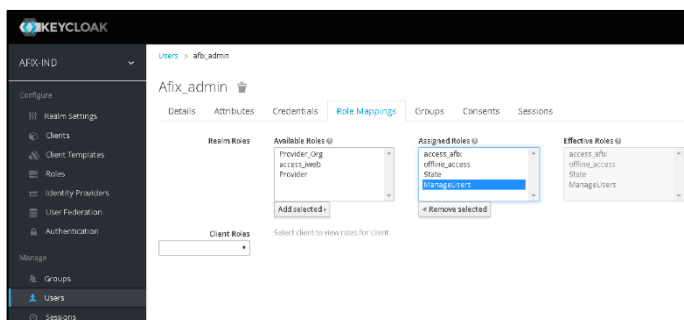 KEYCLOAK
AFIX-IND
Users > afix_admin
Afix_admin
Details Attributes Credentials Role Mappings Groups Consents Sessions
Configure
Realm Settings
Clients
Client Templates
Roles
Identity Providers
User Federation
Authentication
Manage
Groups
Users
Sessions
Realm Roles
Available Roles
Provider_Org
access_iweb
Provider
Add selected »
Assigned Roles
access_afix
offline_access
State
ManageUsers
« Remove selected
Effective Roles
access_afix
offline_access
State
ManageUsers
Client Roles
Select client to view roles for client